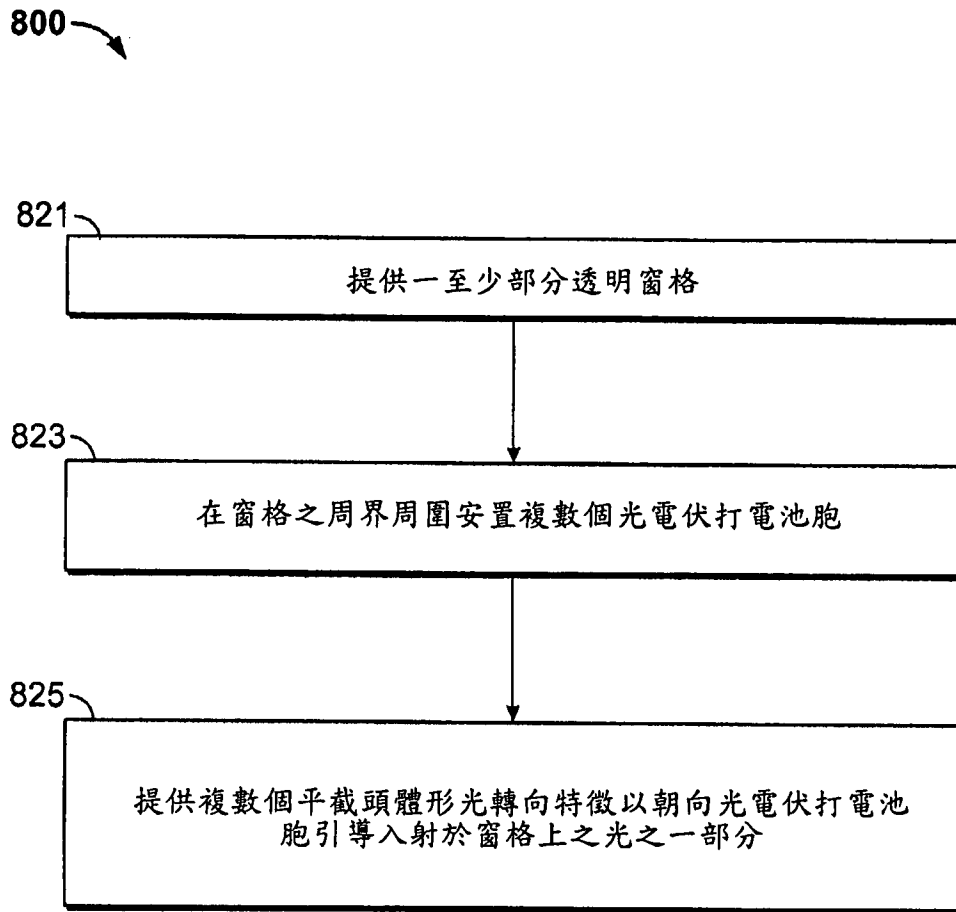 800
821
提供一至少部分透明窗格
823
在窗格之周界周圍安置複數個光電伏打電池胞
825
提供複數個平截頭體形光轉向特徵以朝向光電伏打電池
胞引導入射於窗格上之光之一部分